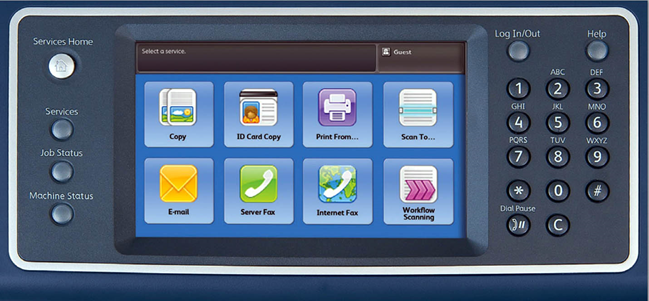 Services Home
Services
Job Status
Machine Status
Select a service.
Guest
Copy
ID Card Copy
Print From...
Scan To...
E-mail
Server Fax
Internet Fax
Workflow
Scanning
Log In/Out
Help
ABC
DEF
1
2
3
GHI
JKL
MNO
4
5
6
PQRS
TUV
WXYZ
7
8
9
*
0
#
Dial Pause
C